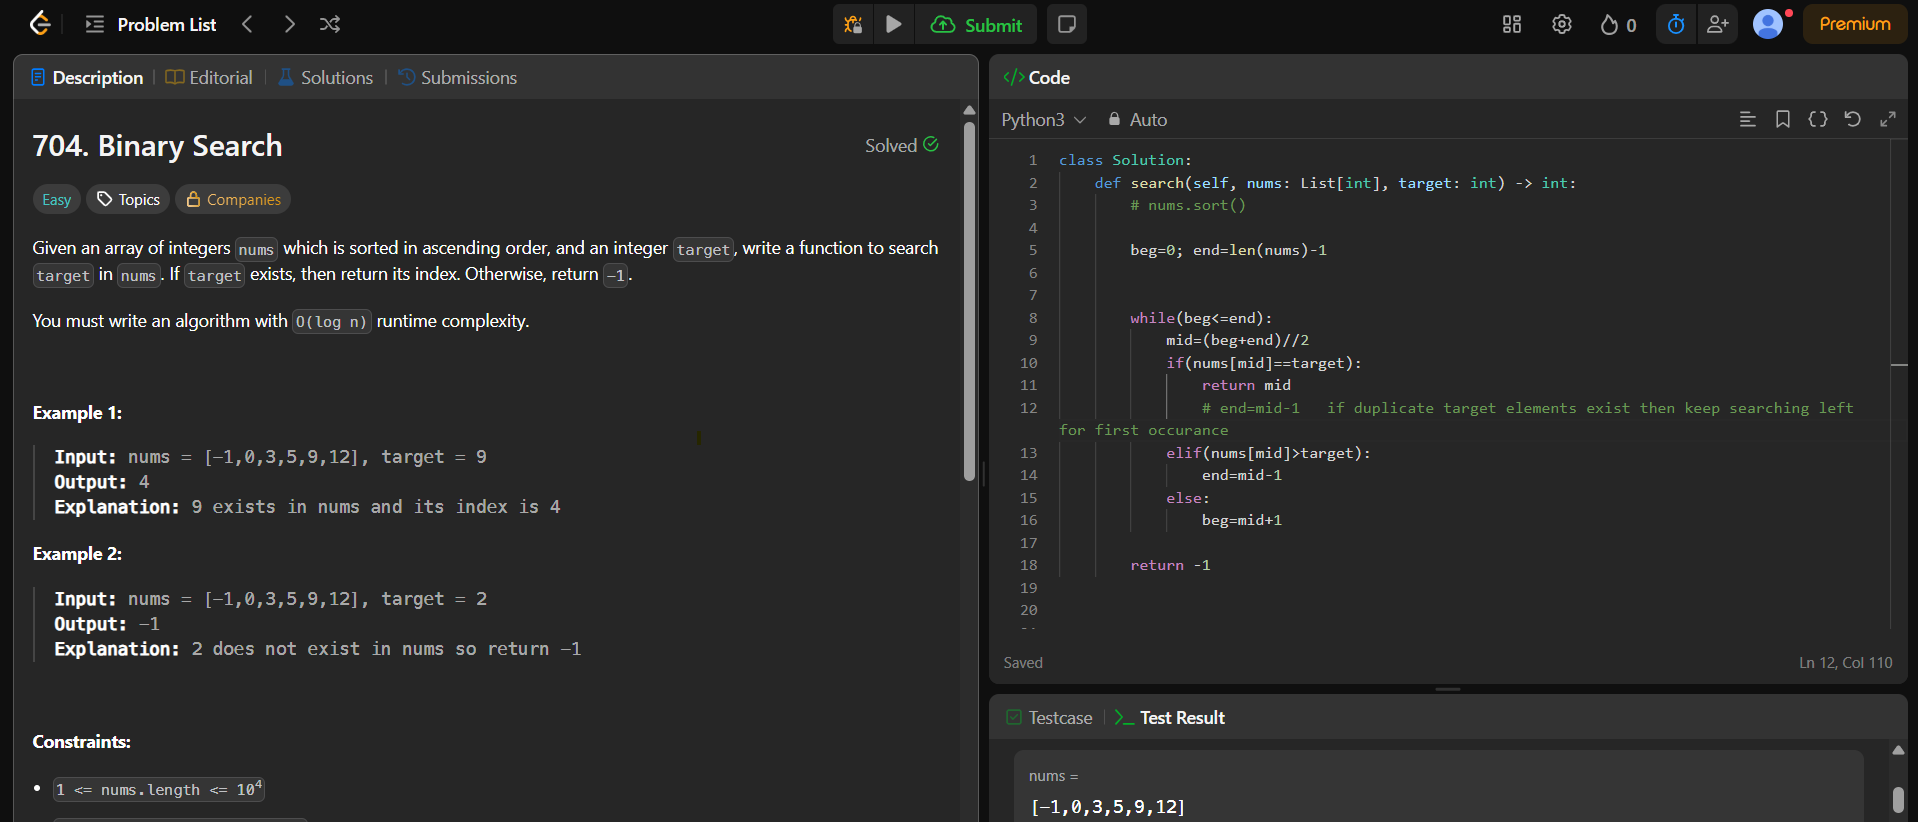 Problem List
Submit
0
Premium
Description
Editorial
Solutions
Submissions
704. Binary Search
Solved
Easy
Topics
Companies
Given an array of integers nums which is sorted in ascending order, and an integer target, write a function to search
target in nums. If target exists, then return its index. Otherwise, return -1.
You must write an algorithm with O(log n) runtime complexity.
Example 1:
Input: nums = [-1,0,3,5,9,12], target = 9
Output: 4
Explanation: 9 exists in nums and its index is 4
Example 2:
Input: nums = [-1,0,3,5,9,12], target = 2
Output: -1
Explanation: 2 does not exist in nums so return -1
Constraints:
• 1 <= nums.length <= 10⁴
</> Code
Python3
Auto
1 class Solution:
2 def search(self, nums: List[int], target: int) -> int:
3 # nums.sort()
4
5 beg=0; end=len(nums)-1
6
7
8 while(beg<=end):
9 mid=(beg+end)//2
10 if(nums[mid]==target):
11 return mid
12 # end=mid-1   if duplicate target elements exist then keep searching left
for first occurance
13 elif(nums[mid]>target):
14 end=mid-1
15 else:
16 beg=mid+1
17
18 return -1
19
20
Saved
Ln 12, Col 110
Testcase
Test Result
nums =
[-1,0,3,5,9,12]